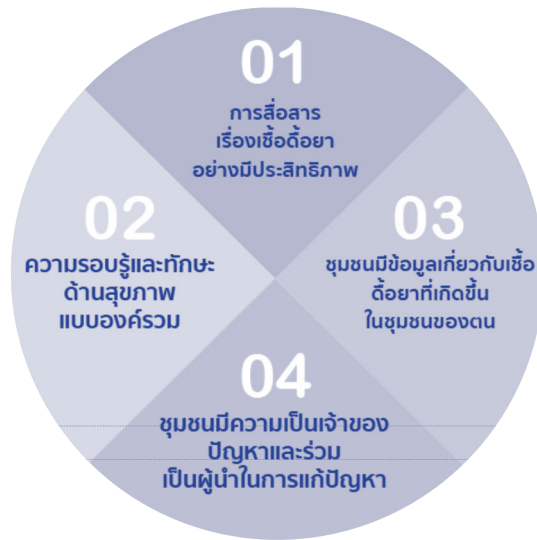 01
การสื่อสาร
เรื่องเชื้อดื้อยา
อย่างมีประสิทธิภาพ
02
ความรอบรู้และทักษะ
ด้านสุขภาพ
แบบองค์รวม
03
ชุมชนมีข้อมูลเกี่ยวกับเชื้อ
ดื้อยาที่เกิดขึ้น
ในชุมชนของตน
04
ชุมชนมีความเป็นเจ้าของ
ปัญหาและร่วม
เป็นผู้นำในการแก้ปัญหา